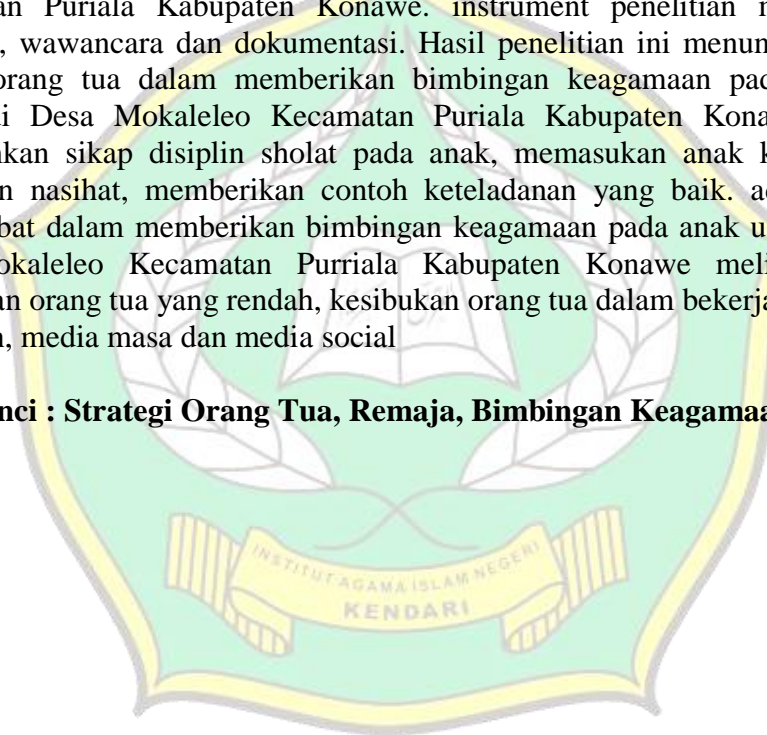 an Puriala Kabupaten Konawe. instrument penelitian
, wawancara dan dokumentasi. Hasil penelitian ini menun
orang tua dalam memberikan bimbingan keagamaan pad
i Desa Mokaleleo Kecamatan Puriala Kabupaten Kona
kan sikap disiplin sholat pada anak, memasukan anak k
n nasihat, memberikan contoh keteladanan yang baik. a
bat dalam memberikan bimbingan keagamaan pada anak u
okaleleo Kecamatan Purriala Kabupaten Konawe meli
an orang tua yang rendah, kesibukan orang tua dalam bekerja
, media masa dan media social
nci : Strategi Orang Tua, Remaja, Bimbingan Keagamaa
INSTITUT AGAMA ISLAM NEGERI
KENDARI